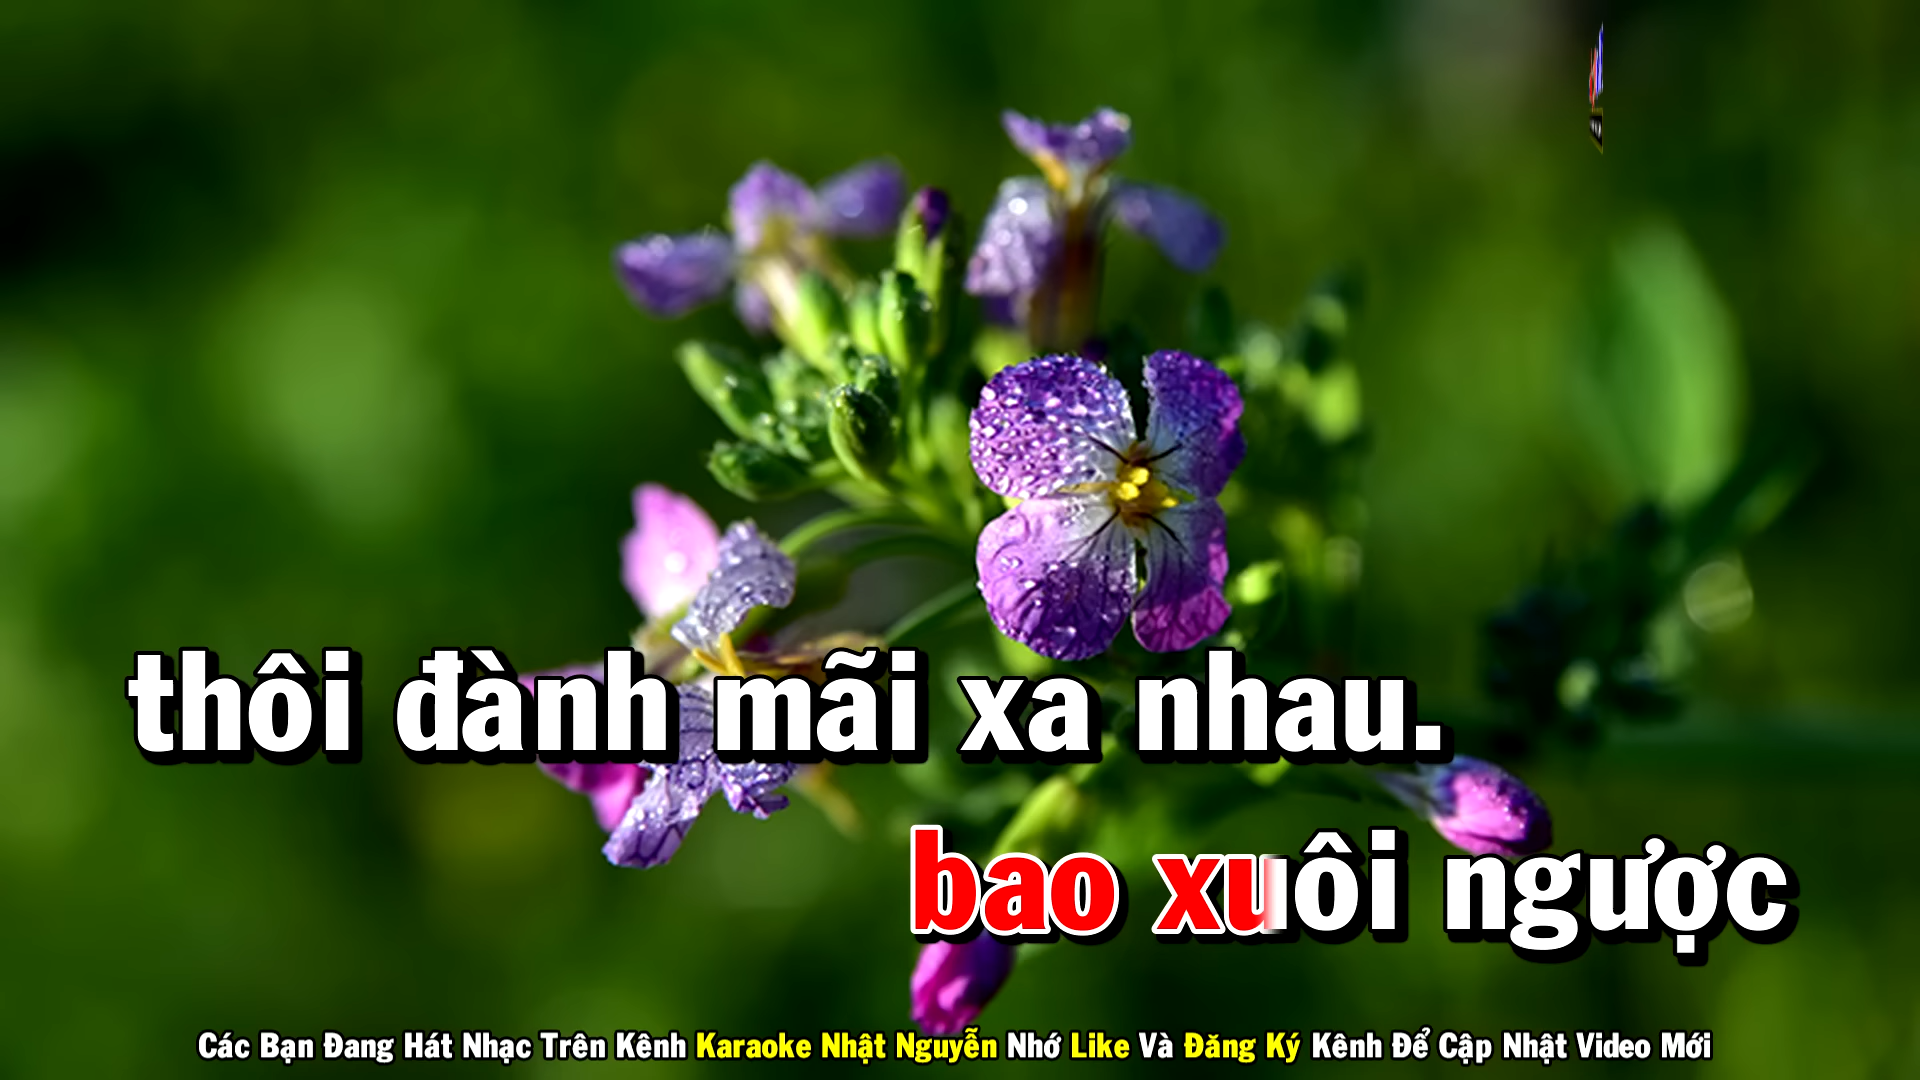 thôi đành mãi xa nhau.
bao xuôi ngược
Các Bạn Đang Hát Nhạc Trên Kênh Karaoke Nhật Nguyễn Nhớ Like Và Đăng Ký Kênh Để Cập Nhật Video Mới